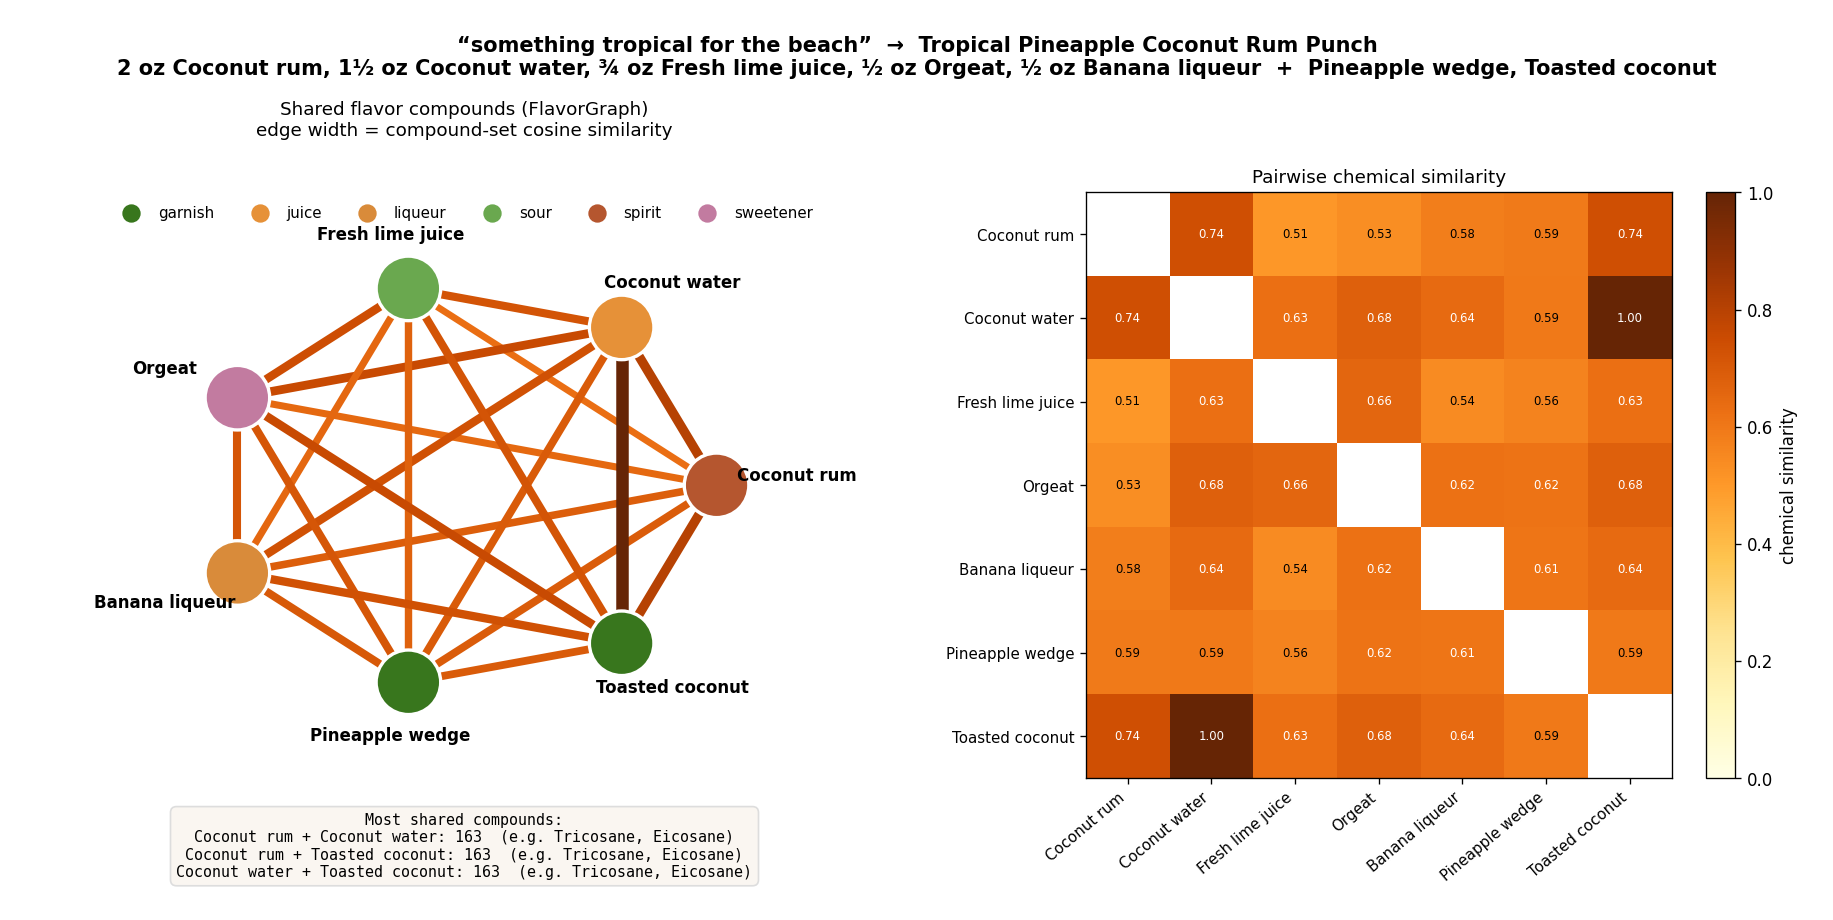 “something tropical for the beach” → Tropical Pineapple Coconut Rum Punch
2 oz Coconut rum, 1½ oz Coconut water, ¾ oz Fresh lime juice, ½ oz Orgeat, ½ oz Banana liqueur + Pineapple wedge, Toasted coconut
Shared flavor compounds (FlavorGraph)
edge width = compound-set cosine similarity
garnish juice liqueur sour spirit sweetener
Fresh lime juice
Coconut water
Orgeat
Coconut rum
Banana liqueur
Toasted coconut
Pineapple wedge
Most shared compounds:
Coconut rum + Coconut water: 163 (e.g. Tricosane, Eicosane)
Coconut rum + Toasted coconut: 163 (e.g. Tricosane, Eicosane)
Coconut water + Toasted coconut: 163 (e.g. Tricosane, Eicosane)
Pairwise chemical similarity
Coconut rum 0.74 0.51 0.53 0.58 0.59 0.74
Coconut water 0.74 0.63 0.68 0.64 0.59 1.00
Fresh lime juice 0.51 0.63 0.66 0.54 0.56 0.63
Orgeat 0.53 0.68 0.66 0.62 0.62 0.68
Banana liqueur 0.58 0.64 0.54 0.62 0.61 0.64
Pineapple wedge 0.59 0.59 0.56 0.62 0.61 0.59
Toasted coconut 0.74 1.00 0.63 0.68 0.64 0.59
Coconut rum
Coconut water
Fresh lime juice
Orgeat
Banana liqueur
Pineapple wedge
Toasted coconut
1.0
0.8
0.6
0.4
0.2
0.0
chemical similarity